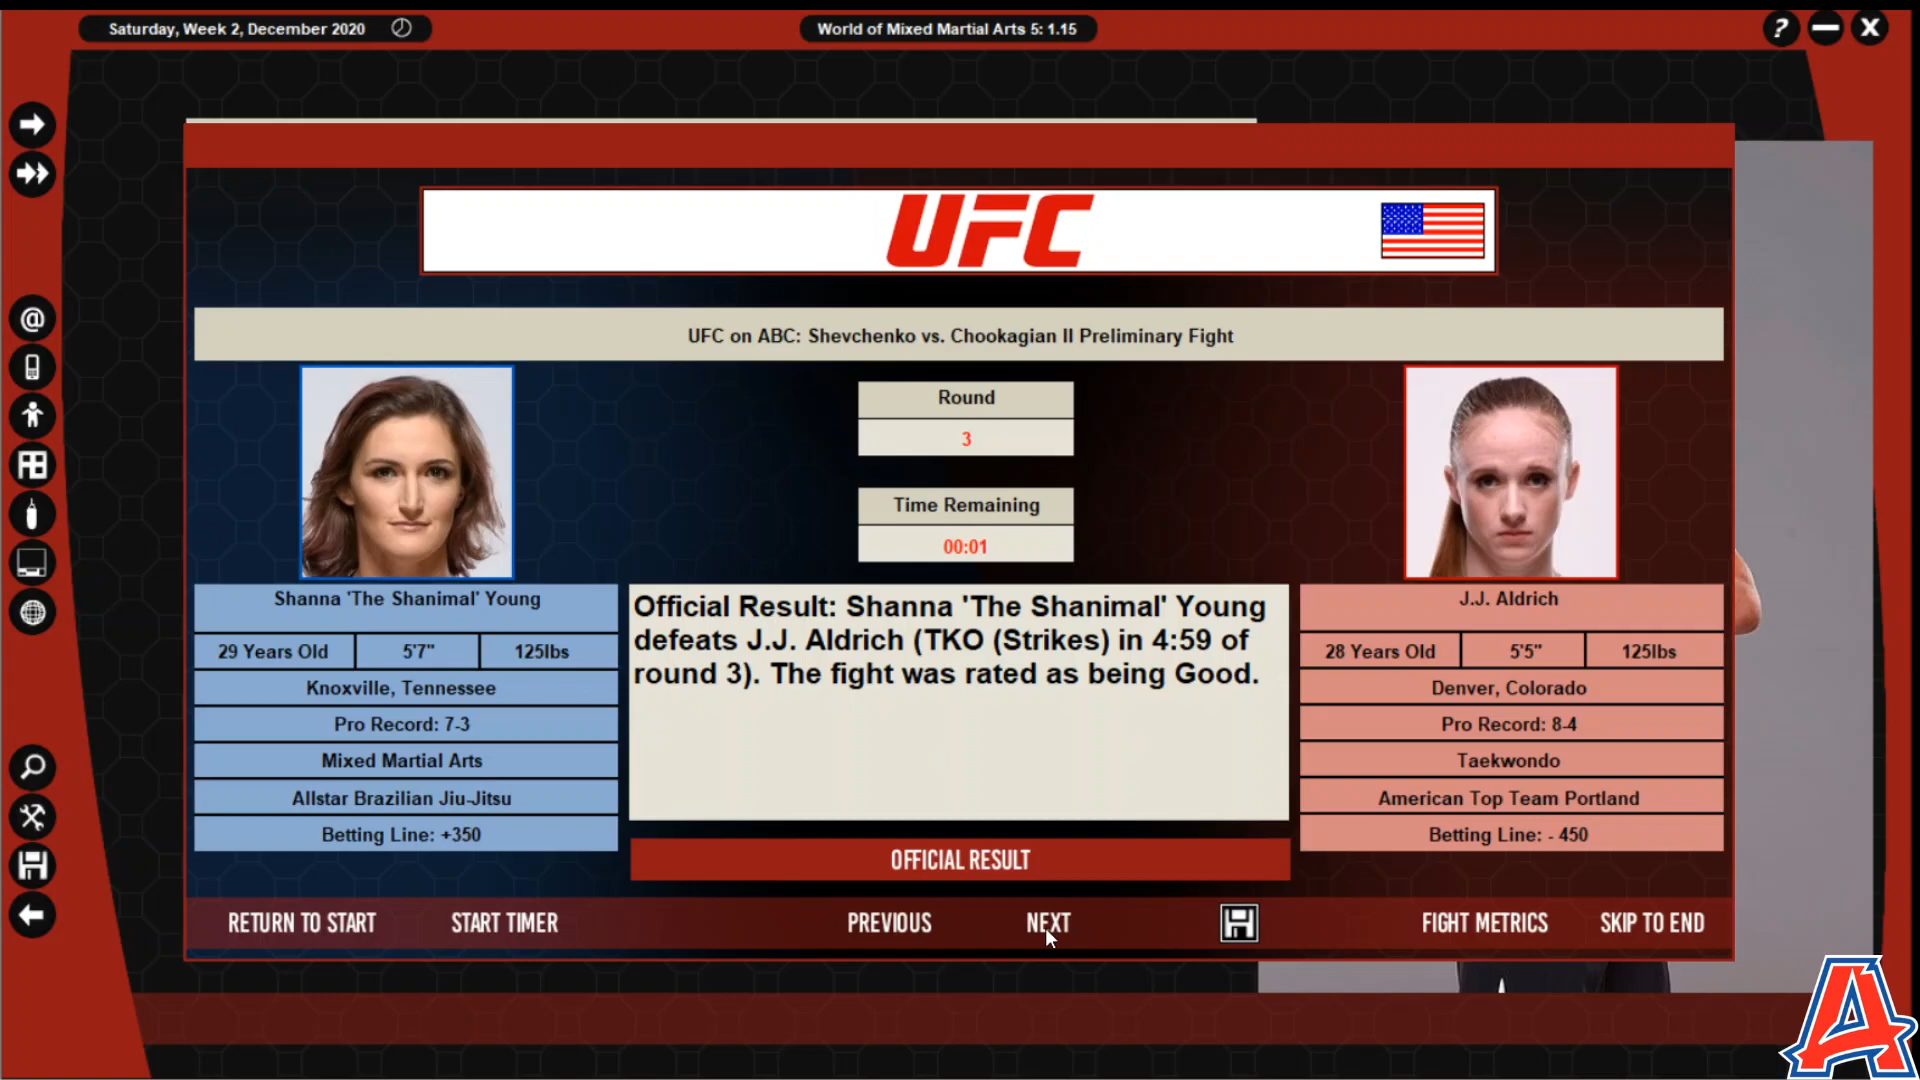 Saturday, Week 2, December 2020
World of Mixed Martial Arts 5: 1.15
?
X
@
UFC
UFC on ABC: Shevchenko vs. Chookagian II Preliminary Fight
Round
3
Time Remaining
00:01
Shanna 'The Shanimal' Young
29 Years Old
5'7"
125lbs
Knoxville, Tennessee
Pro Record: 7-3
Mixed Martial Arts
Allstar Brazilian Jiu-Jitsu
Betting Line: +350
Official Result: Shanna 'The Shanimal' Young
defeats J.J. Aldrich (TKO (Strikes) in 4:59 of
round 3). The fight was rated as being Good.
OFFICIAL RESULT
J.J. Aldrich
28 Years Old
5'5"
125lbs
Denver, Colorado
Pro Record: 8-4
Taekwondo
American Top Team Portland
Betting Line: - 450
RETURN TO START
START TIMER
PREVIOUS
NEXT
FIGHT METRICS
SKIP TO END
A